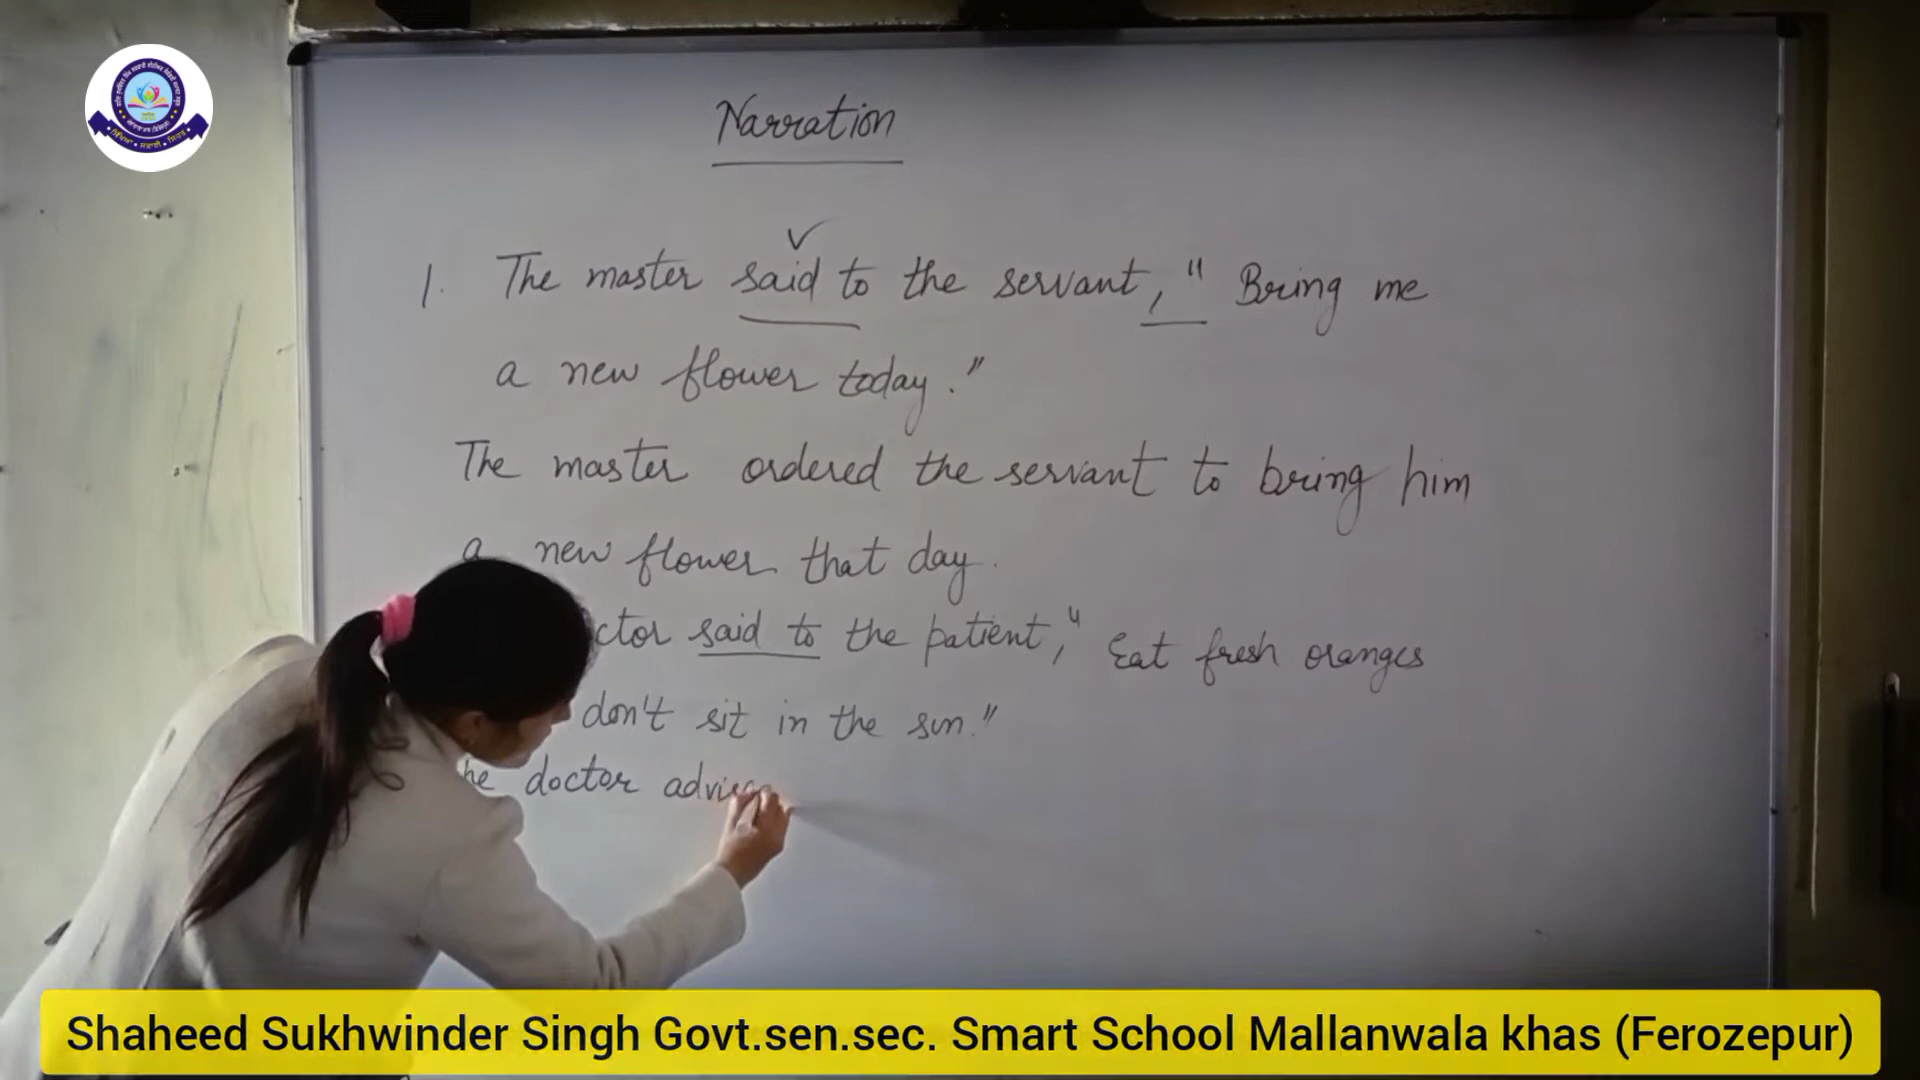 Narration
1. The master said to the servant, " Bring me
a new flower today."
The master ordered the servant to bring him
a new flower that day.
ctor said to the patient," Eat fresh oranges
don't sit in the sun."
he doctor advise
Shaheed Sukhwinder Singh Govt.sen.sec. Smart School Mallanwala khas (Ferozepur)